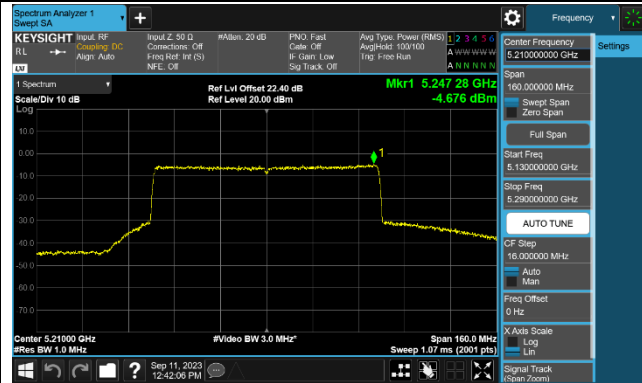 Spectrum Analyzer 1
Swept SA
Frequency
KEYSIGHT
RL
LXI
Input: RF
Coupling: DC
Align: Auto
Input Z: 50 Ω
Corrections: Off
Freq Ref: Int (S)
NFE: Off
#Atten: 20 dB
PNO: Fast
Gate: Off
IF Gain: Low
Sig Track: Off
Avg Type: Power (RMS)
Avg|Hold: 100/100
Trig: Free Run
1 2 3 4 5 6
A W W W W W
A N N N N N
1 Spectrum
Scale/Div 10 dB
Log
Ref Lvl Offset 22.40 dB
Ref Level 20.00 dBm
Mkr1 5.247 28 GHz
-4.676 dBm
1
10.0
0.00
-10.0
-20.0
-30.0
-40.0
-50.0
-60.0
-70.0
Center 5.21000 GHz
#Res BW 1.0 MHz
#Video BW 3.0 MHz*
Span 160.0 MHz
Sweep 1.07 ms (2001 pts)
Sep 11, 2023
12:42:06 PM
Center Frequency
5.210000000 GHz
Span
160.000000 MHz
Swept Span
Zero Span
Full Span
Start Freq
5.130000000 GHz
Stop Freq
5.290000000 GHz
AUTO TUNE
CF Step
16.000000 MHz
Auto
Man
Freq Offset
0 Hz
X Axis Scale
Log
Lin
Signal Track
(Span Zoom)
Settings